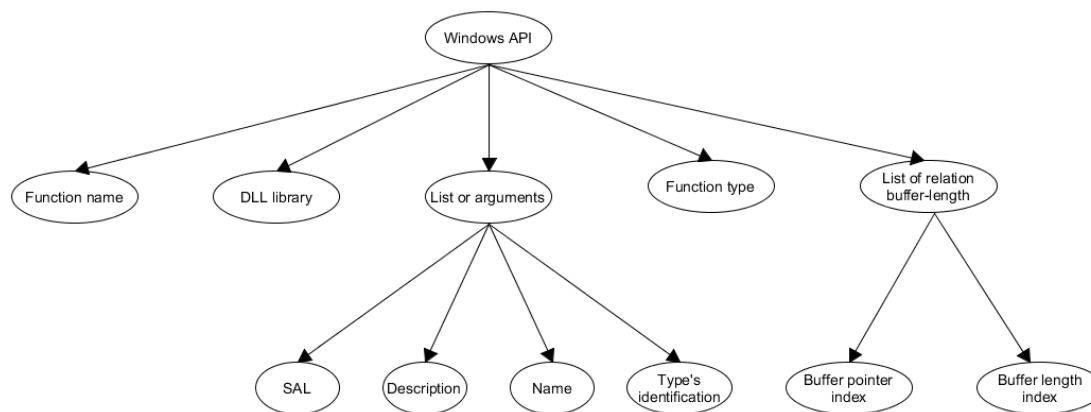 Windows API
Function name
DLL library
List or arguments
Function type
List of relation
buffer-length
SAL
Description
Name
Type's
identification
Buffer pointer
index
Buffer length
index